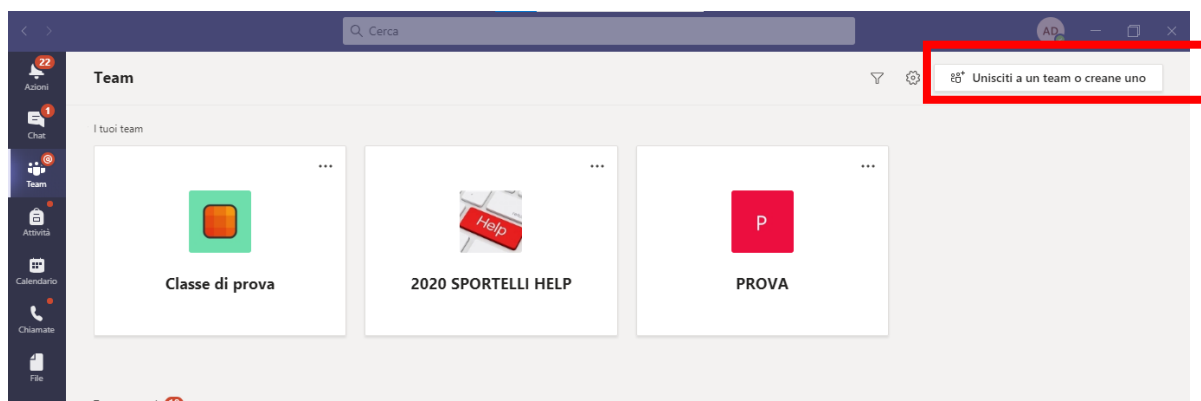 Cerca
AD
22
Azioni
Team
Unisciti a un team o creane uno
1
Chat
I tuoi team
@
Team
Attività
Help
P
Calendario
Classe di prova
2020 SPORTELLI HELP
PROVA
Chiamate
File